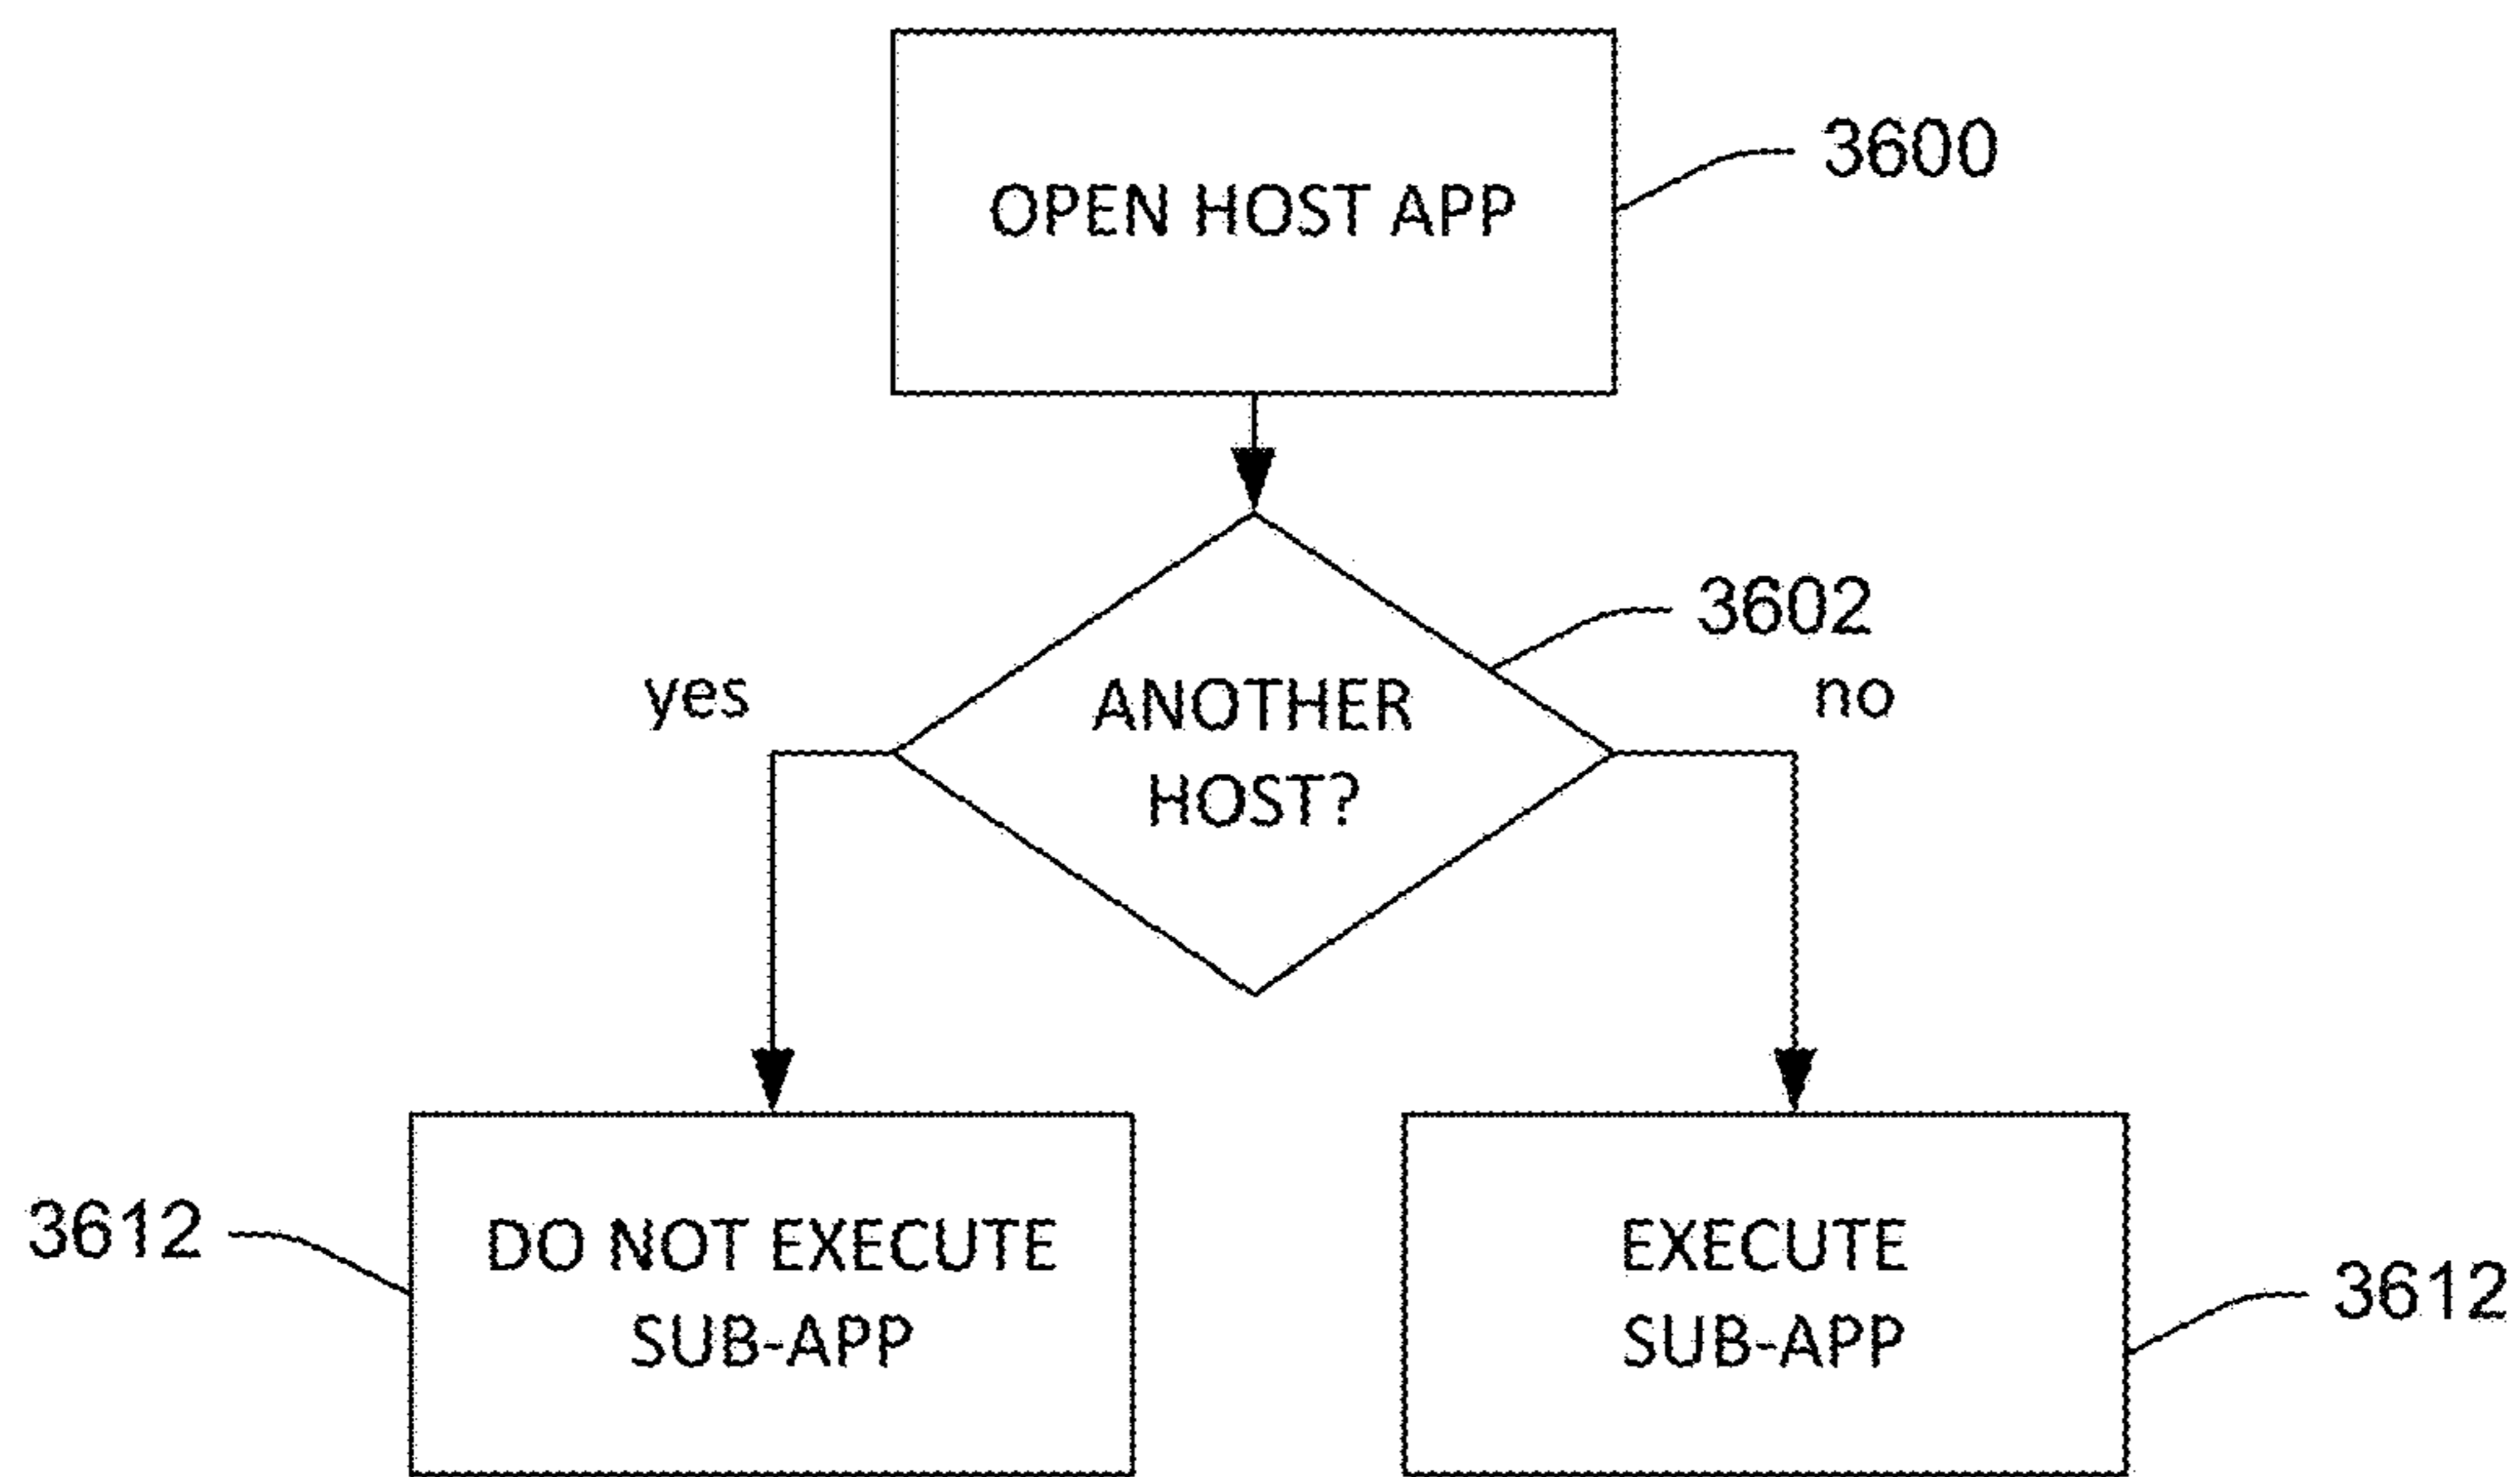 OPEN HOST APP
3600
3602
yes
ANOTHER
HOST?
no
3612
DO NOT EXECUTE
SUB-APP
EXECUTE
SUB-APP
3612